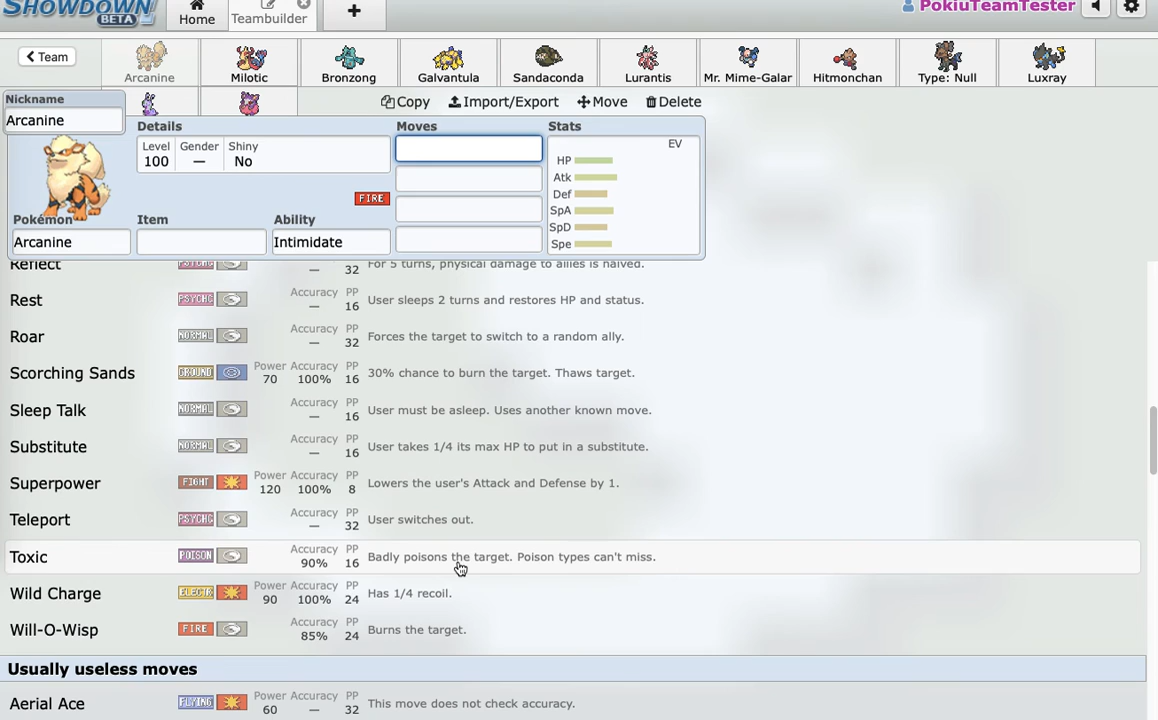 SHOWDOWN
BETA
Home
Teambuilder
PokiuTeamTester
Team
Arcanine
Milotic
Bronzong
Galvantula
Sandaconda
Lurantis
Mr. Mime-Galar
Hitmonchan
Type: Null
Luxray
Nickname
Arcanine
Copy
Import/Export
Move
Delete
Details
Level
100
Gender
—
Shiny
No
FIRE
Pokémon
Arcanine
Item
Ability
Intimidate
Moves
Stats
EV
HP
Atk
Def
SpA
SpD
Spe
Reflect — 32 For 5 turns, physical damage to allies is halved.
Rest PSYCHC Accuracy — PP 16 User sleeps 2 turns and restores HP and status.
Roar NORMAL Accuracy — PP 32 Forces the target to switch to a random ally.
Scorching Sands GROUND Power 70 Accuracy 100% PP 16 30% chance to burn the target. Thaws target.
Sleep Talk NORMAL Accuracy — PP 16 User must be asleep. Uses another known move.
Substitute NORMAL Accuracy — PP 16 User takes 1/4 its max HP to put in a substitute.
Superpower FIGHT Power 120 Accuracy 100% PP 8 Lowers the user's Attack and Defense by 1.
Teleport PSYCHC Accuracy — PP 32 User switches out.
Toxic POISON Accuracy 90% PP 16 Badly poisons the target. Poison types can't miss.
Wild Charge ELECTR Power 90 Accuracy 100% PP 24 Has 1/4 recoil.
Will-O-Wisp FIRE Accuracy 85% PP 24 Burns the target.
Usually useless moves
Aerial Ace FLYING Power 60 Accuracy — PP 32 This move does not check accuracy.